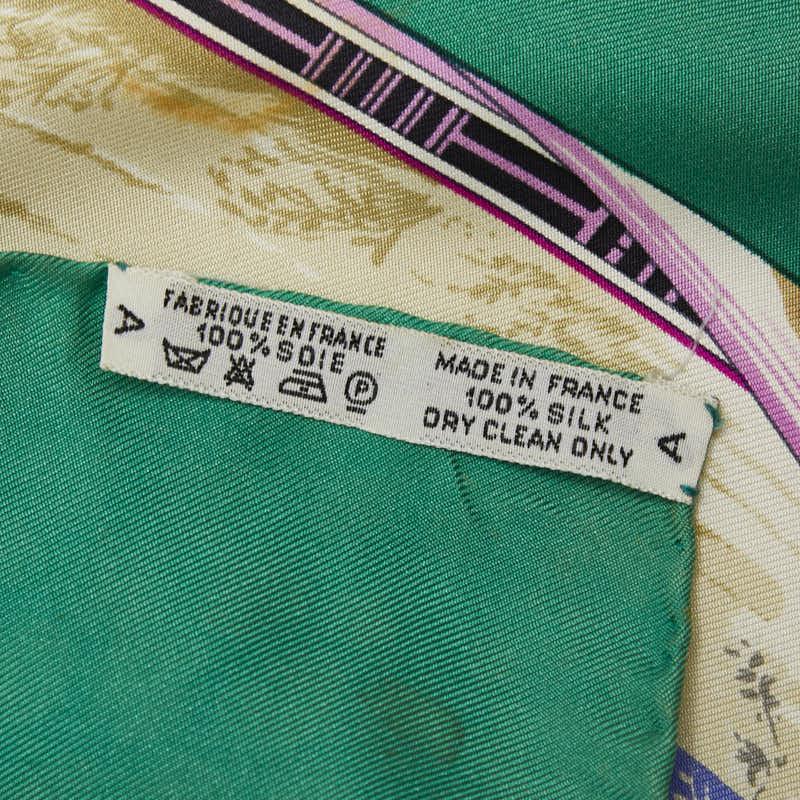 A
FABRIQUE EN FRANCE
100% SOIE
P
MADE IN FRANCE
100% SILK
DRY CLEAN ONLY
A